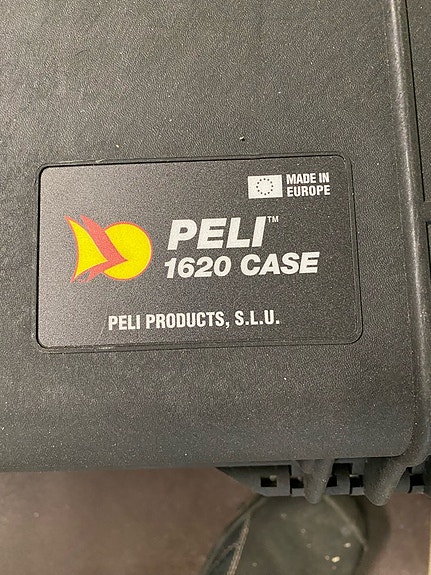 MADE IN
EUROPE
PELI™
1620 CASE
PELI PRODUCTS, S.L.U.